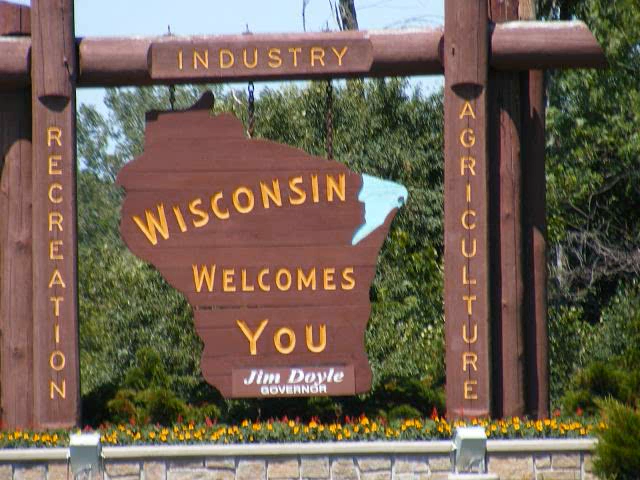 INDUSTRY
RECREATION
AGRICULTURE
WISCONSIN
WELCOMES
YOU
Jim Doyle
GOVERNOR